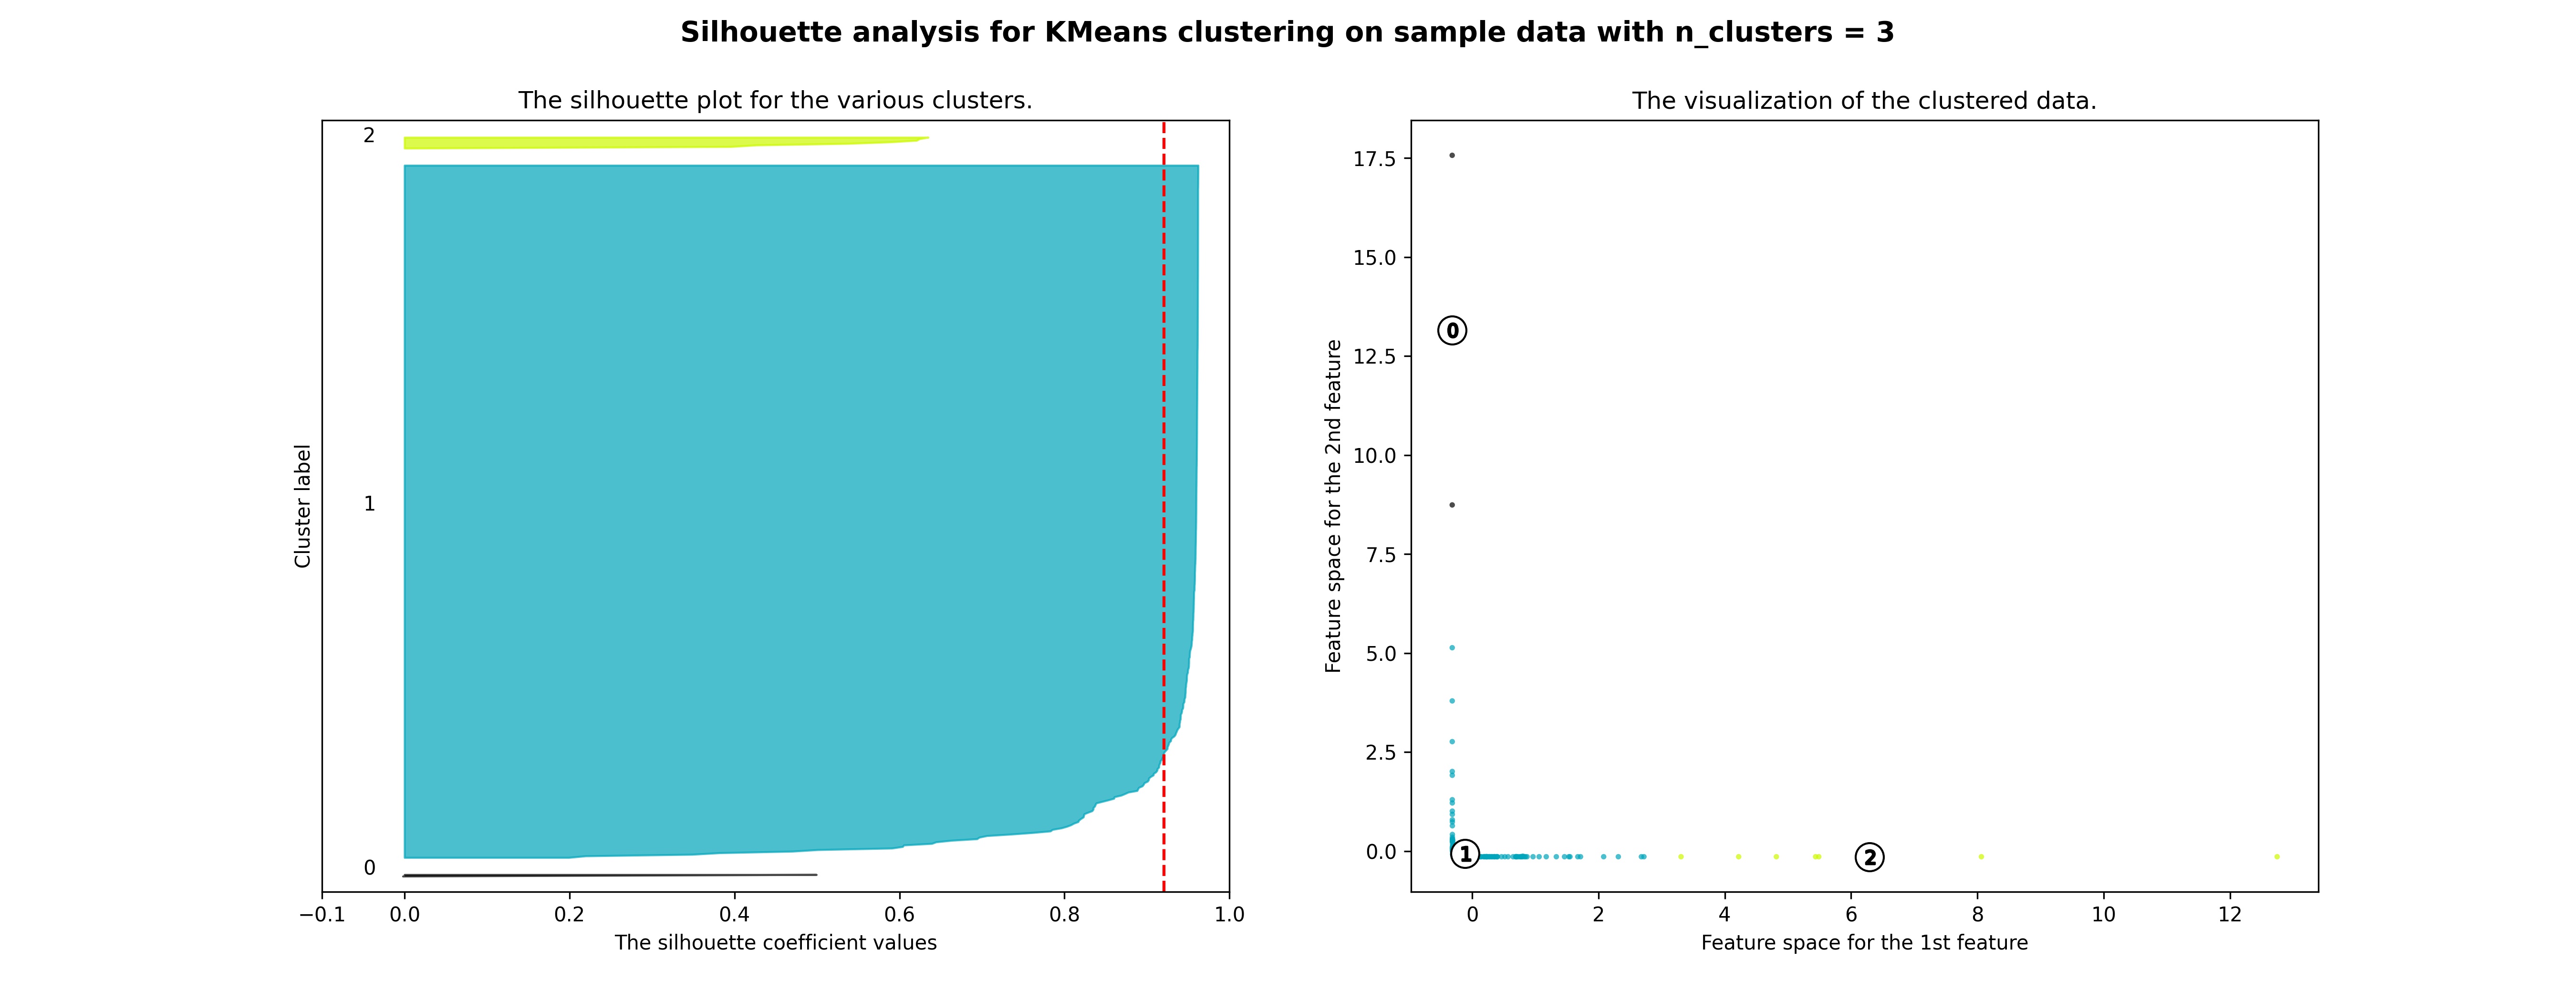 Silhouette analysis for KMeans clustering on sample data with n_clusters = 3
The silhouette plot for the various clusters.
2
1
0
Cluster label
−0.1 0.0 0.2 0.4 0.6 0.8 1.0
The silhouette coefficient values
The visualization of the clustered data.
17.5
15.0
12.5
10.0
7.5
5.0
2.5
0.0
Feature space for the 2nd feature
0
1
2
0 2 4 6 8 10 12
Feature space for the 1st feature